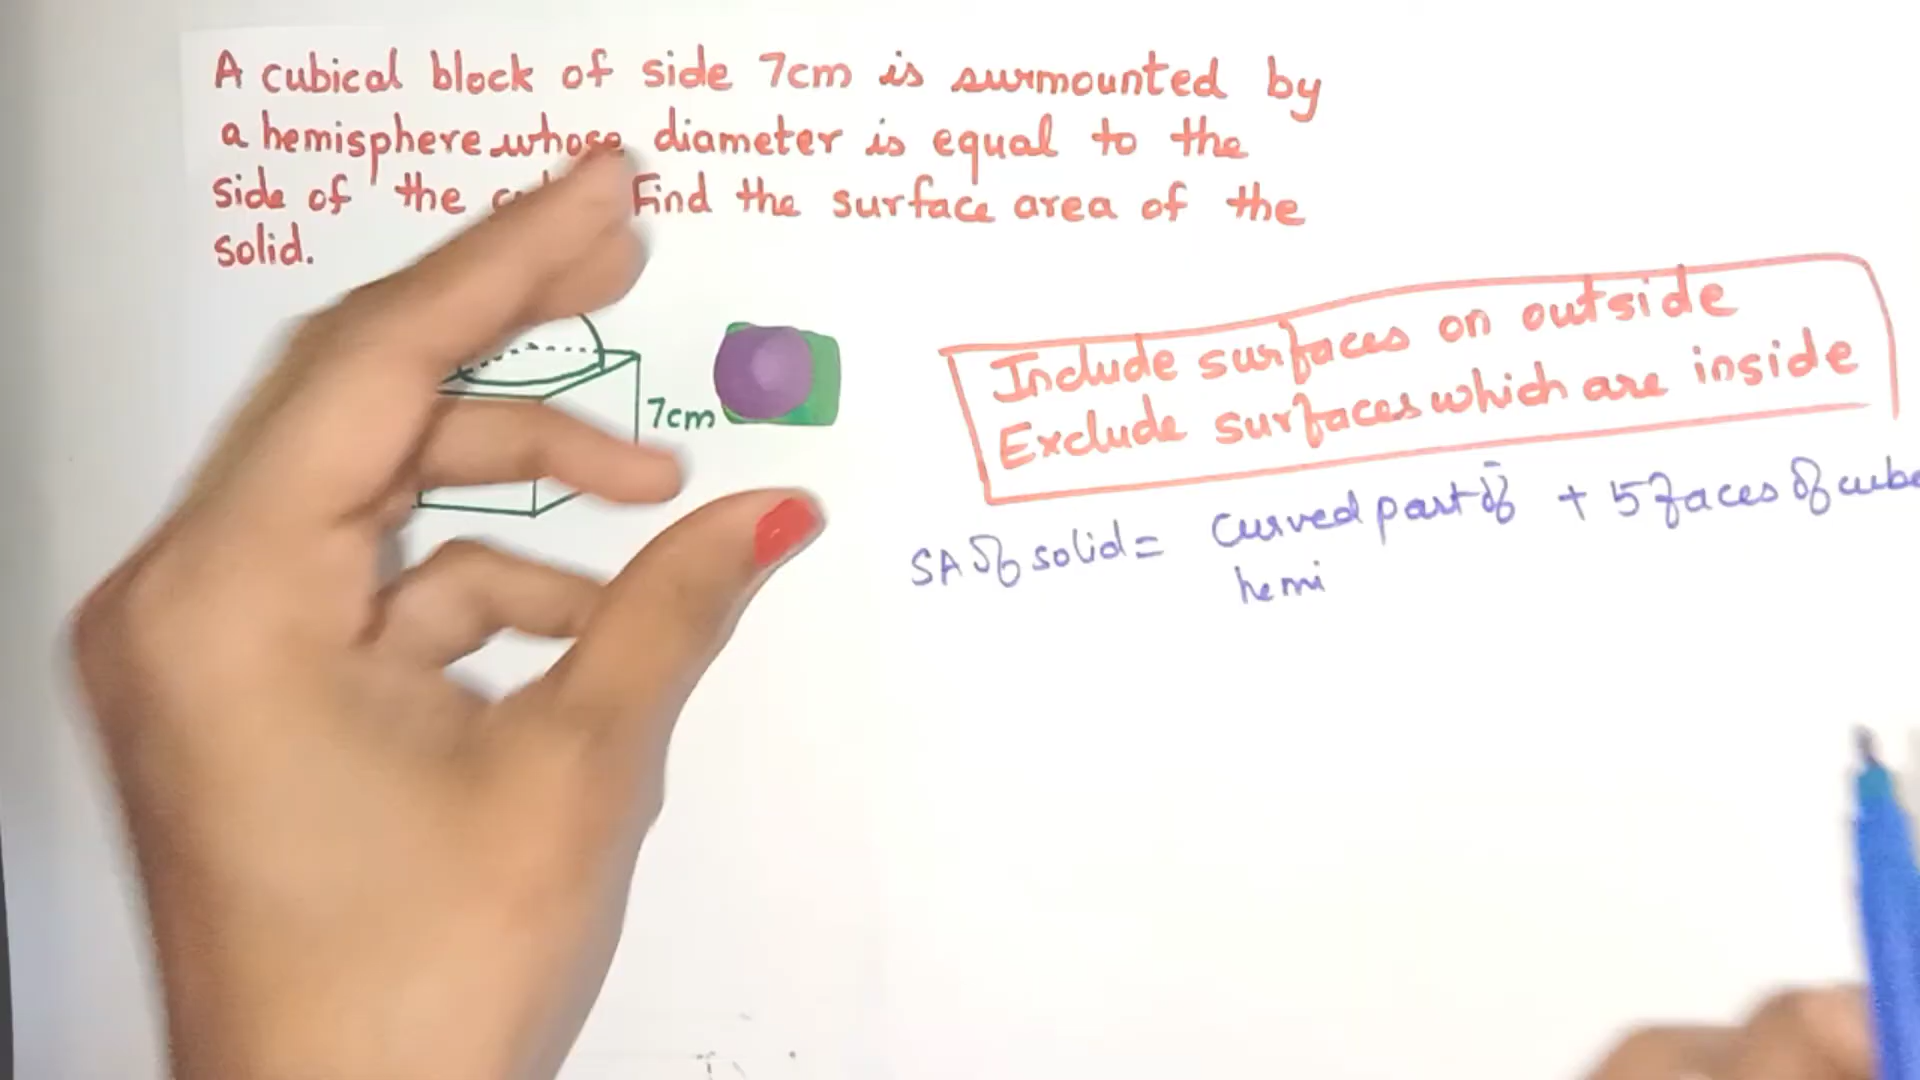 A cubical block of side 7cm is surmounted by
a hemisphere whose diameter is equal to the
side of the Find the surface area of the
solid.
7cm
Include surfaces on outside
Exclude surfaces which are inside
SA of solid = curved part of + 5 faces of cube
hemi